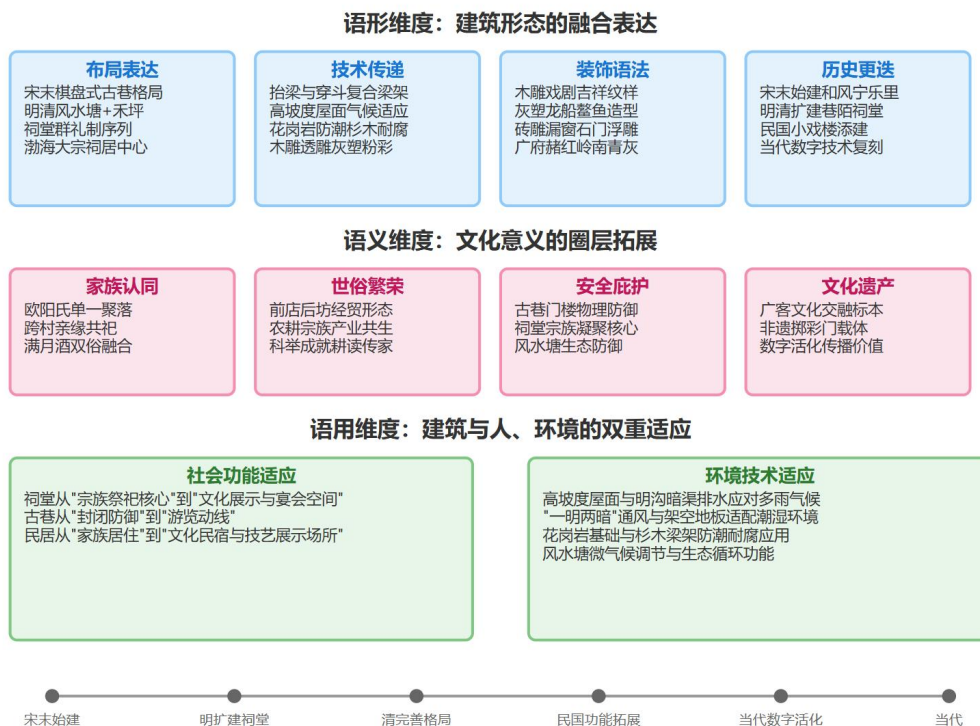 语形维度：建筑形态的融合表达
布局表达
宋末棋盘式古巷格局
明清风水塘+禾坪
祠堂群礼制序列
渤海大宗祠居中心
技术传递
抬梁与穿斗复合梁架
高坡度屋面气候适应
花岗岩防潮杉木耐腐
木雕透雕灰塑粉彩
装饰语法
木雕戏剧吉祥纹样
灰塑龙船鳌鱼造型
砖雕漏窗石门浮雕
广府赭红岭南青灰
历史更迭
宋末始建和风宁乐里
明清扩建巷陌祠堂
民国小戏楼添建
当代数字技术复刻
语义维度：文化意义的圈层拓展
家族认同
欧阳氏单一聚落
跨村亲缘共祀
满月酒双俗融合
世俗繁荣
前店后坊经贸形态
农耕宗族产业共生
科举成就耕读传家
安全庇护
古巷门楼物理防御
祠堂宗族凝聚核心
风水塘生态防御
文化遗产
广客文化交融标本
非遗掷彩门载体
数字活化传播价值
语用维度：建筑与人、环境的双重适应
社会功能适应
祠堂从"宗族祭祀核心"到"文化展示与宴会空间"
古巷从"封闭防御"到"游览动线"
民居从"家族居住"到"文化民宿与技艺展示场所"
环境技术适应
高坡度屋面与明沟暗渠排水应对多雨气候
"一明两暗"通风与架空地板适配潮湿环境
花岗岩基础与杉木梁架防潮耐腐应用
风水塘微气候调节与生态循环功能
宋末始建
明扩建祠堂
清完善格局
民国功能拓展
当代数字活化
当代